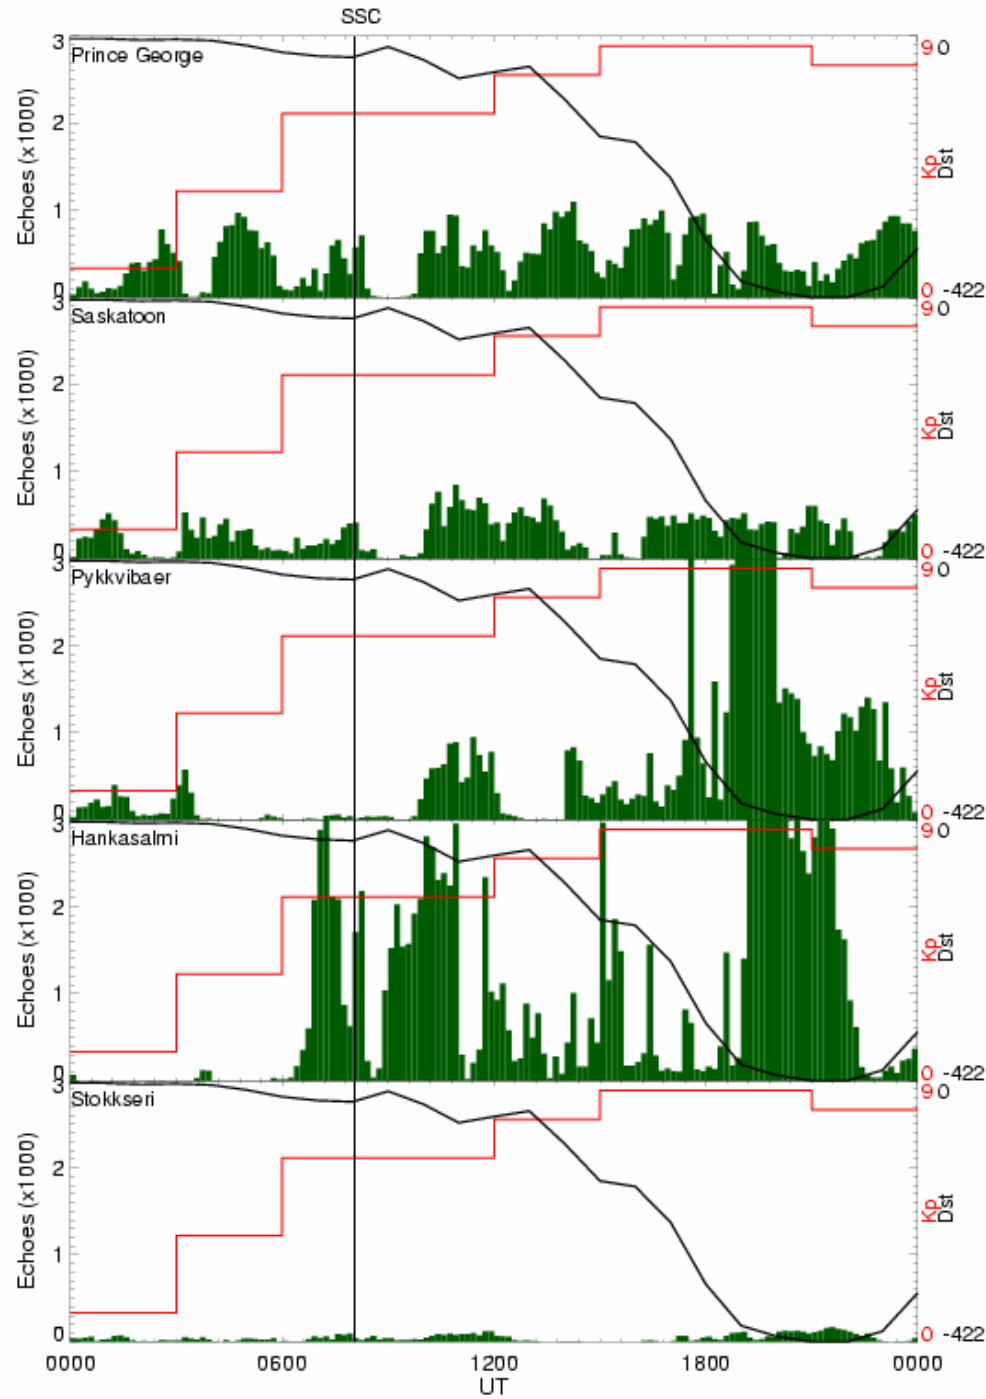 SSC
3 Prince George 9 0
2
1
0 0 -422
Echoes (x1000) Kp Dst
3 Saskatoon 9 0
2
1
0 0 -422
Echoes (x1000) Kp Dst
3 Pykkvibaer 9 0
2
1
0 0 -422
Echoes (x1000) Kp Dst
3 Hankasalmi 9 0
2
1
0 0 -422
Echoes (x1000) Kp Dst
3 Stokkseri 9 0
2
1
0 0 -422
Echoes (x1000) Kp Dst
0000 0600 1200 1800 0000
UT